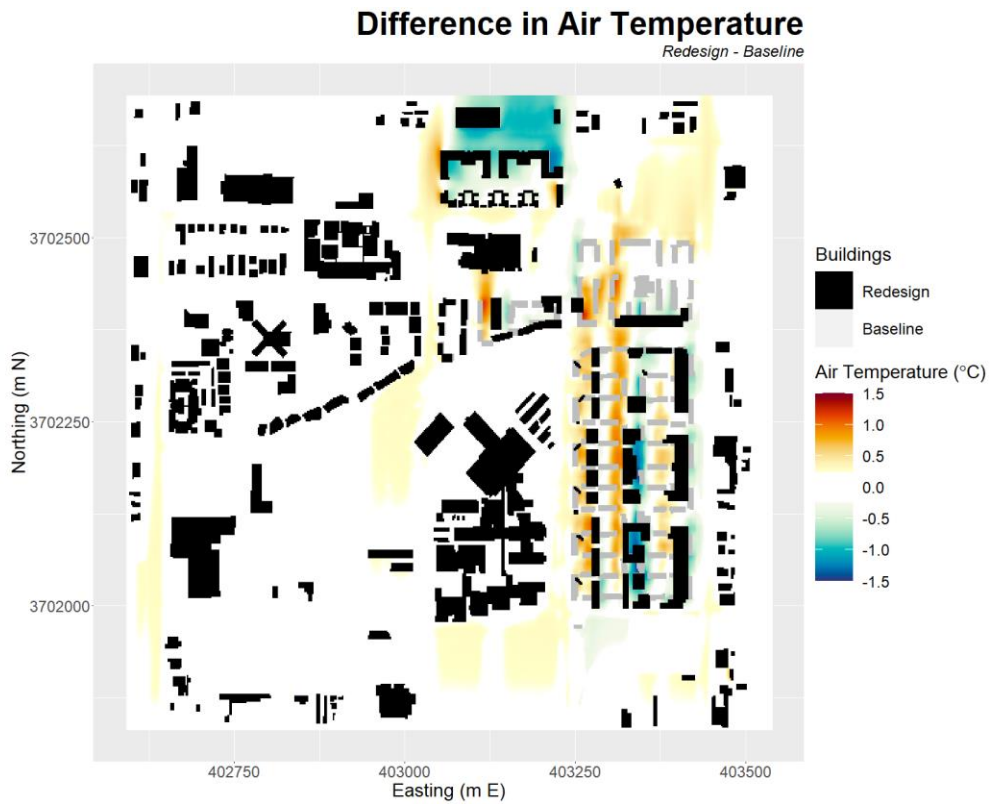 Difference in Air Temperature
Redesign - Baseline
3702500
3702250
3702000
Northing (m N)
402750
403000
403250
403500
Easting (m E)
Buildings
Redesign
Baseline
Air Temperature (°C)
1.5
1.0
0.5
0.0
-0.5
-1.0
-1.5